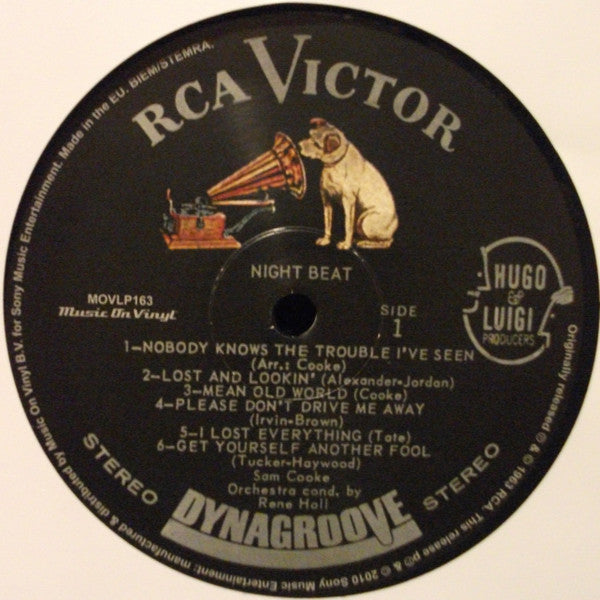 RCA VICTOR
NIGHT BEAT
MOVLP163
Music On Vinyl
SIDE
1
HUGO
&
LUIGI
PRODUCERS
1-NOBODY KNOWS THE TROUBLE I'VE SEEN
(Arr.: Cooke)
2-LOST AND LOOKIN' (Alexander-Jordan)
3-MEAN OLD WORLD (Cooke)
4-PLEASE DON'T DRIVE ME AWAY
(Irvin-Brown)
5-I LOST EVERYTHING (Tate)
6-GET YOURSELF ANOTHER FOOL
(Tucker-Haywood)
Sam Cooke
Orchestra cond. by
Rene Hall
STEREO
DYNAGROOVE
STEREO
manufactured & distributed by Music On Vinyl B.V. for Sony Music Entertainment. Made in the EU. BIEM/STEMRA.
Originally released ℗ & © 1963 RCA. This release ℗ & © 2010 Sony Music Entertainment: